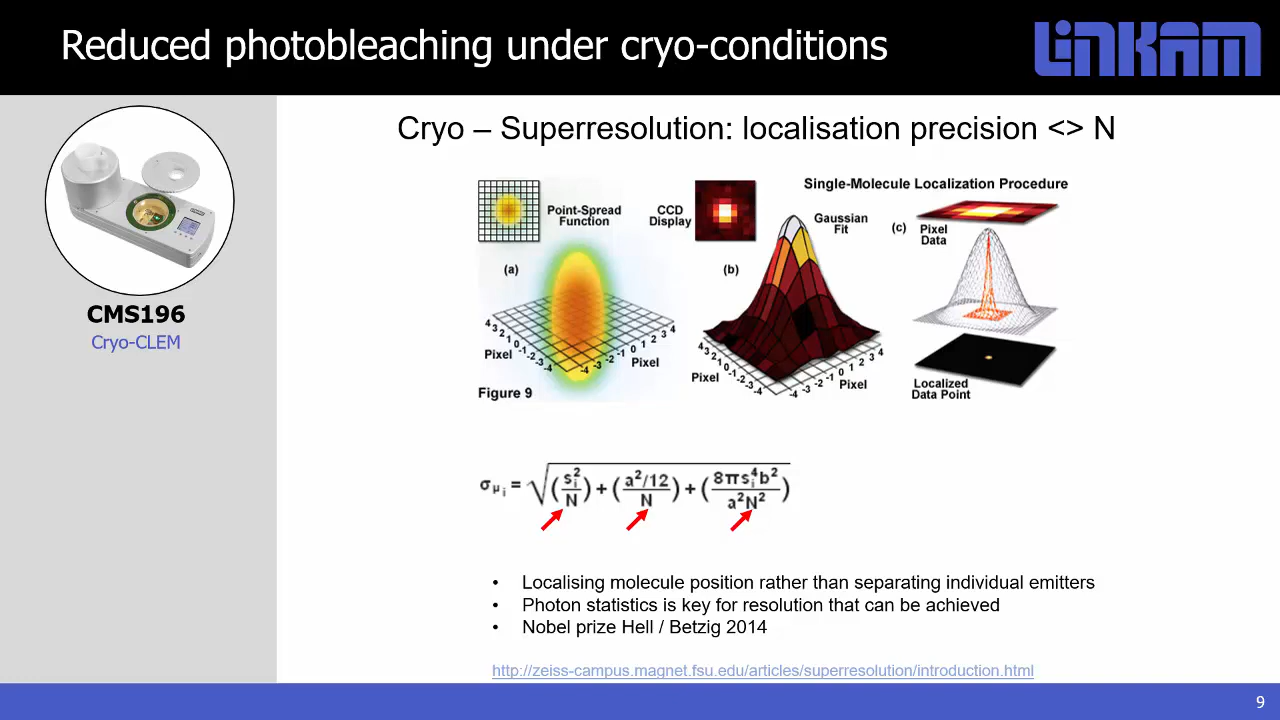 Reduced photobleaching under cryo-conditions
LINKAM
CMS196
Cryo-CLEM
Cryo – Superresolution: localisation precision <> N
Single-Molecule Localization Procedure
Point-Spread
Function
CCD
Display
Gaussian
Fit
(c)
Pixel
Data
(a)
(b)
4 3 2 1 0 -1 -2 -3 -4
Pixel
-4 -3 -2 -1 0 1 2 3 4
Pixel
4 3 2 1 0 -1 -2 -3 -4
Pixel
-4 -3 -2 -1 0 1 2 3 4
Pixel
Localized
Data Point
Figure 9
σμi = √(si²/N) + (a²/12/N) + (8πsi⁴b²/a²N²)
• Localising molecule position rather than separating individual emitters
• Photon statistics is key for resolution that can be achieved
• Nobel prize Hell / Betzig 2014
http://zeiss-campus.magnet.fsu.edu/articles/superresolution/introduction.html
9